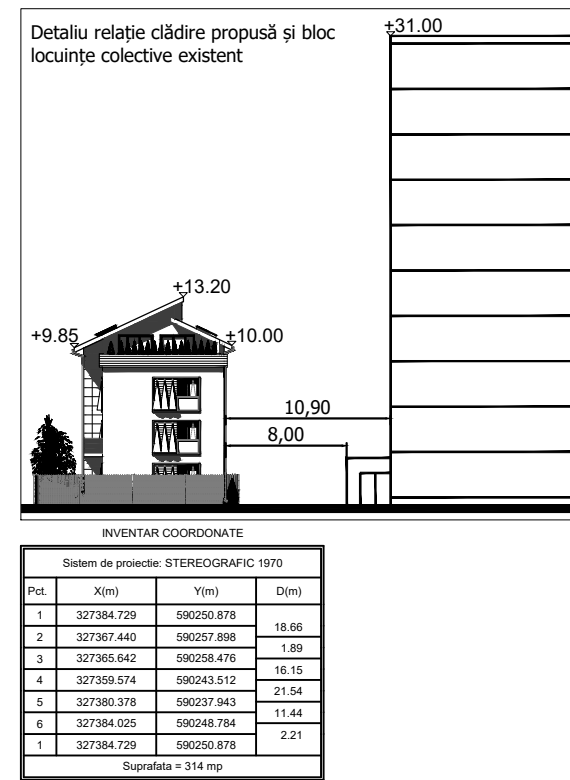 Detaliu relație clădire propusă și bloc
locuințe colective existent
+31.00
+13.20
+9.85
+10.00
10,90
8,00
INVENTAR COORDONATE
Sistem de proiectie: STEREOGRAFIC 1970
Pct. X(m) Y(m) D(m)
1 327384.729 590250.878
18.66
2 327367.440 590257.898
1.89
3 327365.642 590258.476
16.15
4 327359.574 590243.512
21.54
5 327380.378 590237.943
11.44
6 327384.025 590248.784
2.21
1 327384.729 590250.878
Suprafata = 314 mp